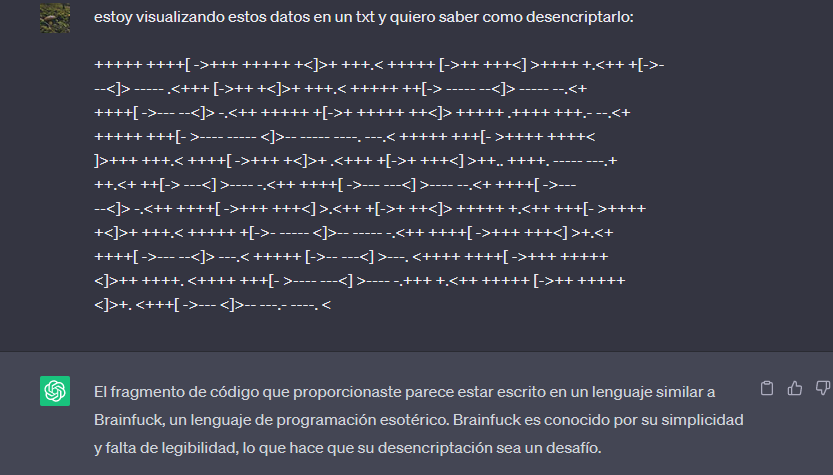 estoy visualizando estos datos en un txt y quiero saber como desencriptarlo:
+++++ ++++[ ->+++ +++++ +<]>+ +++.< +++++ [->++ +++<] >++++ +.<++ +[->-
--<]> ----- .<+++ [->++ +<]>+ +++.< +++++ ++[-> ----- --<]> ----- --.<+
++++[ ->--- --<]> -.<++ +++++ +[->+ +++++ ++<]> +++++ .++++ +++.- --.<+
+++++ +++[- >---- ----- <]>-- ----- ----. ---.< +++++ +++[- >++++ ++++<
]>+++ +++.< ++++[ ->+++ +<]>+ .<+++ +[->+ +++<] >++.. ++++. ----- ---.+
++.<+ ++[-> ---<] >---- -.<++ ++++[ ->--- ---<] >---- --.<+ ++++[ ->---
--<]> -.<++ ++++[ ->+++ +++<] >.<++ +[->+ ++<]> +++++ +.<++ +++[- >++++
+<]>+ +++.< +++++ +[->- ----- <]>-- ----- -.<++ ++++[ ->+++ +++<] >+.<+
++++[ ->--- --<]> ---.< +++++ [->-- ---<] >---. <++++ ++++[ ->+++ +++++
<]>++ ++++. <++++ +++[- >---- ---<] >---- -.+++ +.<++ +++++ [->++ +++++
<]>+. <+++[ ->--- <]>-- ---.- ----. <
El fragmento de código que proporcionaste parece estar escrito en un lenguaje similar a
Brainfuck, un lenguaje de programación esotérico. Brainfuck es conocido por su simplicidad
y falta de legibilidad, lo que hace que su desencriptación sea un desafío.